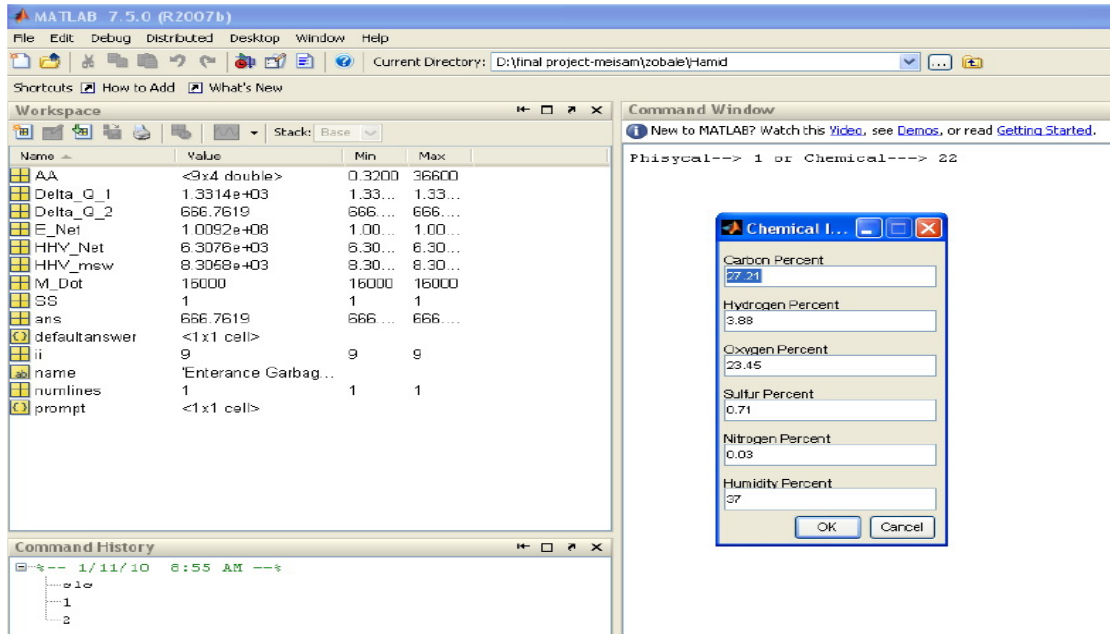 MATLAB 7.5.0 (R2007b)
File Edit Debug Distributed Desktop Window Help
Current Directory: D:\final project-meisam\zobale\Hamid
Shortcuts How to Add What's New
Workspace
Stack: Base
Name Value Min Max
AA <9x4 double> 0.3200 36600
Delta_Q_1 1.3314e+03 1.33... 1.33...
Delta_Q_2 666.7619 666.... 666....
E_Net 1.0092e+08 1.00... 1.00...
HHV_Net 6.3076e+03 6.30... 6.30...
HHV_msw 8.3058e+03 8.30... 8.30...
M_Dot 16000 16000 16000
SS 1 1 1
ans 666.7619 666.... 666....
defaultanswer <1x1 cell>
ii 9 9 9
name 'Enterance Garbag...
numlines 1 1 1
prompt <1x1 cell>
Command History
%-- 1/11/10 8:55 AM --%
clc
1
2
Command Window
New to MATLAB? Watch this Video, see Demos, or read Getting Started.
Phisycal--> 1 or Chemical---> 22
Chemical I...
Carbon Percent
27.21
Hydrogen Percent
3.88
Oxygen Percent
23.45
Sulfur Percent
0.71
Nitrogen Percent
0.03
Humidity Percent
37
OK Cancel